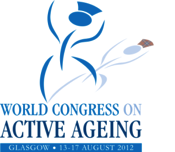 WORLD CONGRESS ON
ACTIVE AGEING
GLASGOW • 13-17 AUGUST 2012